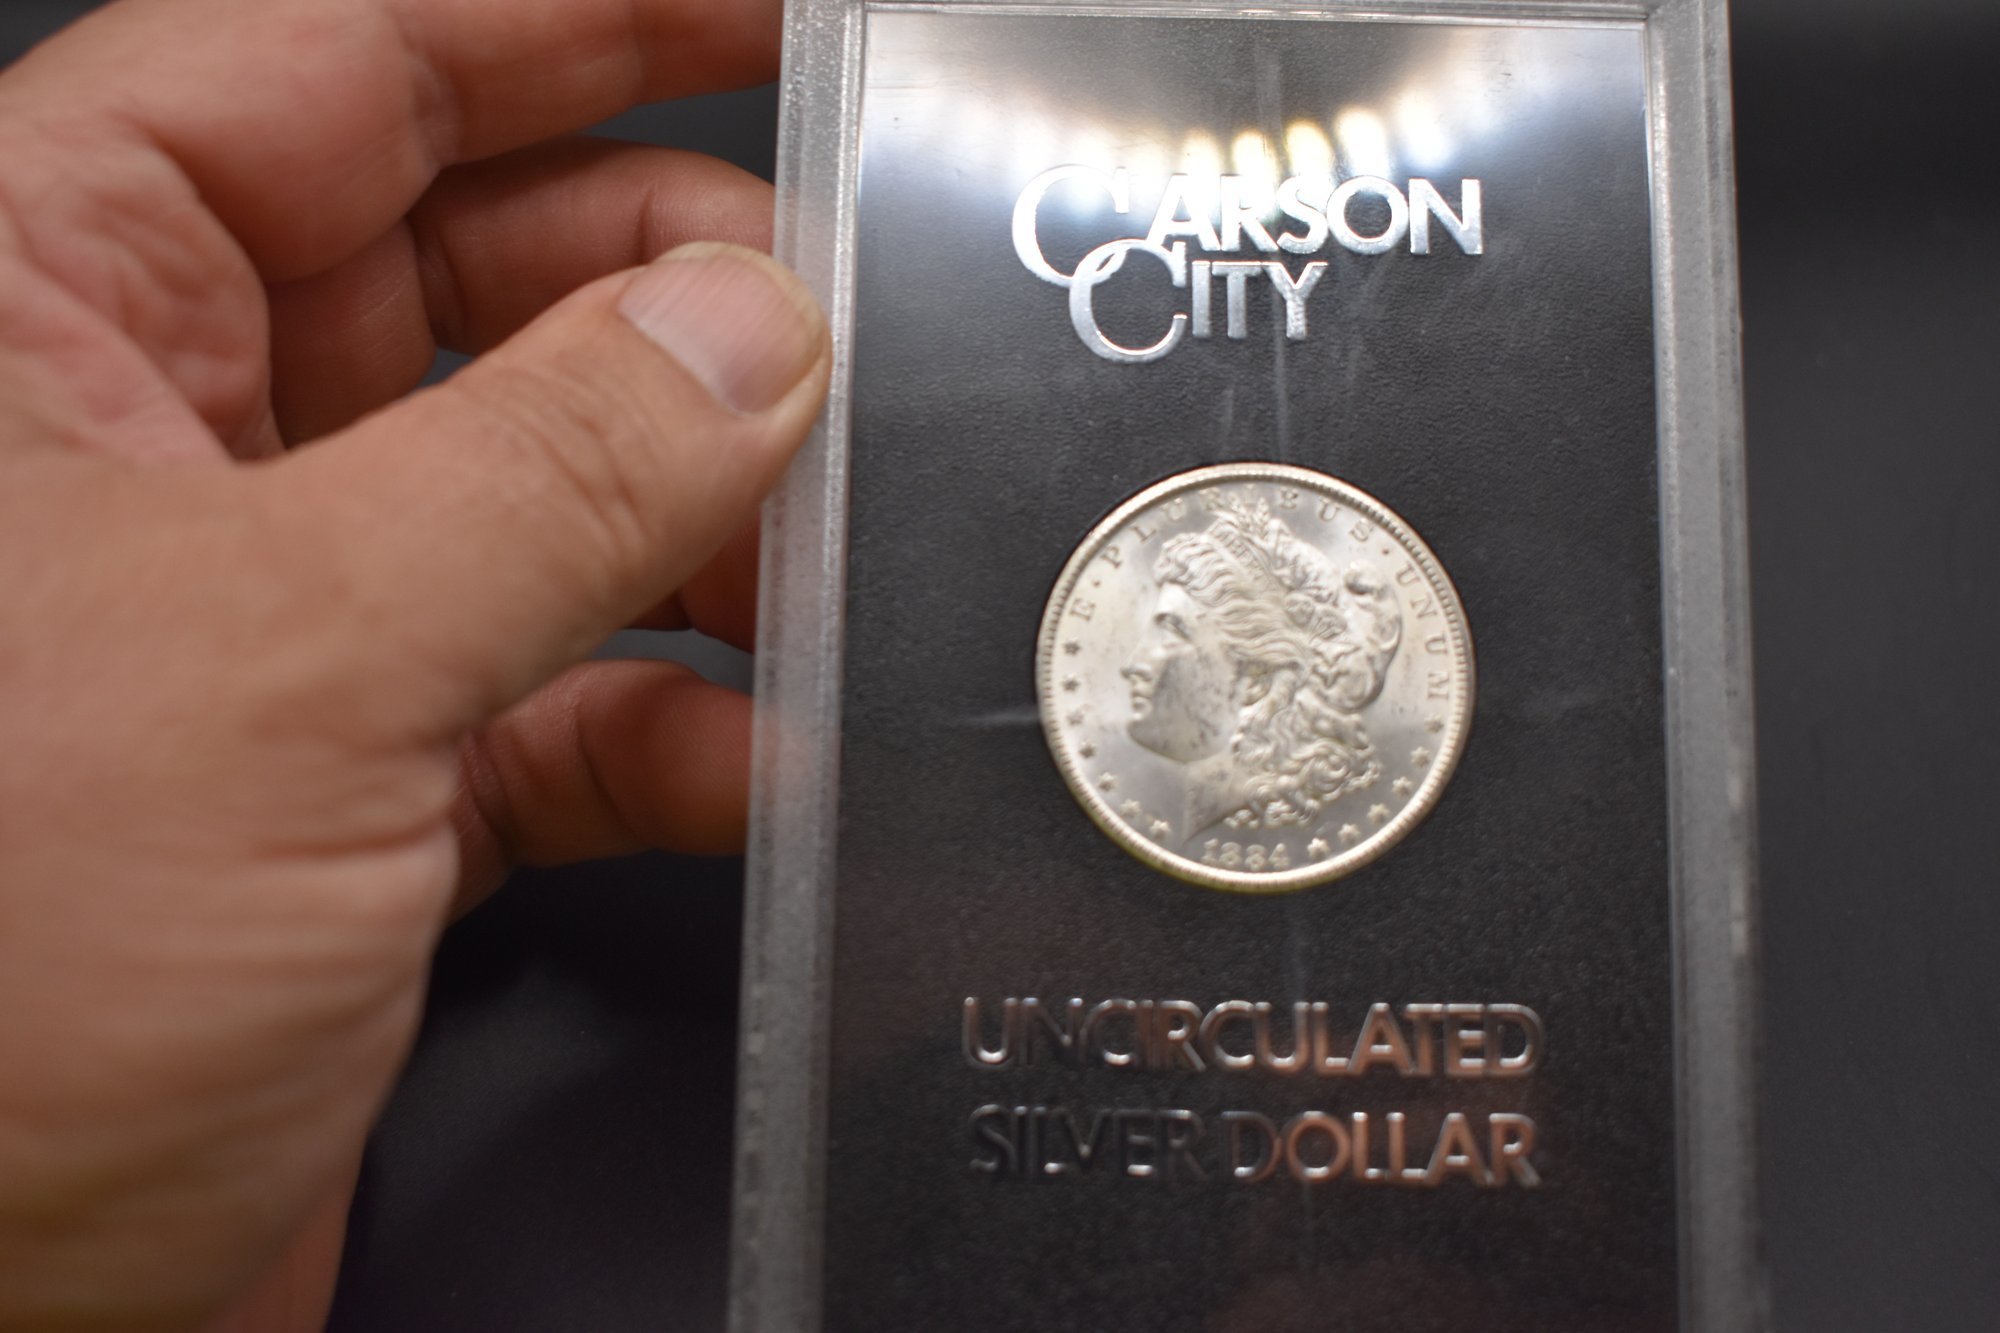 CARSON
CITY
E · PLURIBUS · UNUM
1884
UNCIRCULATED
SILVER DOLLAR